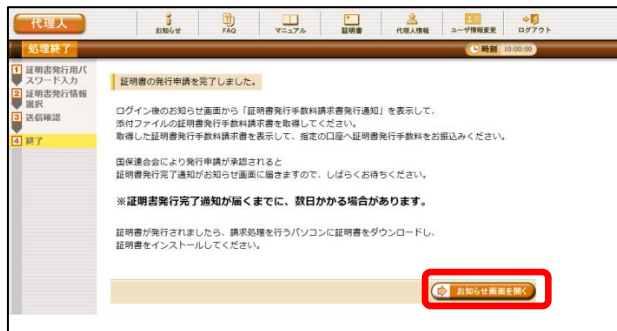 代理人
お知らせ
FAQ
マニュアル
証明書
代理人情報
ユーザ情報変更
ログアウト
処理終了
時刻 10:00:00
1 証明書発行用パ
スワード入力
2 証明書発行情報
選択
3 送信確認
4 終了
証明書の発行申請を完了しました。
ログイン後のお知らせ画面から「証明書発行手数料請求書発行通知」を表示して、
添付ファイルの証明書発行手数料請求書を取得してください。
取得した証明書発行手数料請求書を表示して、指定の口座へ証明書発行手数料をお振込みください。
国保連合会により発行申請が承認されると
証明書発行完了通知がお知らせ画面に届きますので、しばらくお待ちください。
※証明書発行完了通知が届くまでに、数日かかる場合があります。
証明書が発行されましたら、請求処理を行うパソコンに証明書をダウンロードし、
証明書をインストールしてください。
お知らせ画面を開く